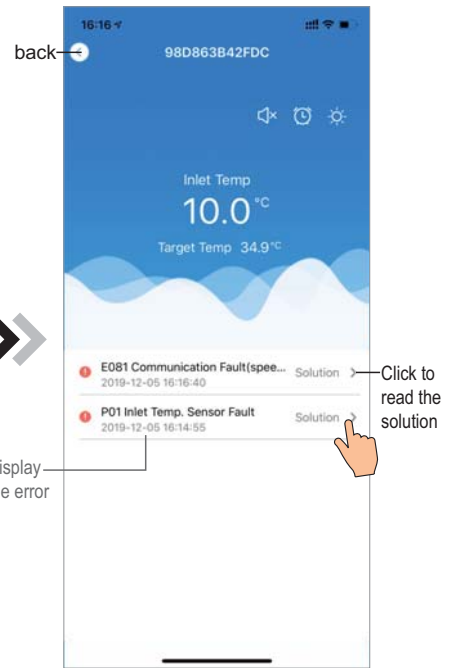 16:16
back
98D863B42FDC
Inlet Temp
10.0 °C
Target Temp 34.9°C
E081 Communication Fault(spee... Solution
2019-12-05 16:16:40
Click to
read the
solution
P01 Inlet Temp. Sensor Fault Solution
2019-12-05 16:14:55
isplay
e error